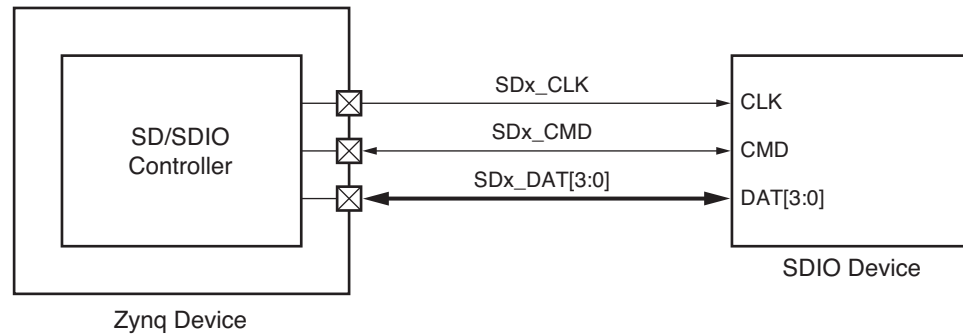 SD/SDIO
Controller
SDx_CLK
SDx_CMD
SDx_DAT[3:0]
CLK
CMD
DAT[3:0]
Zynq Device
SDIO Device